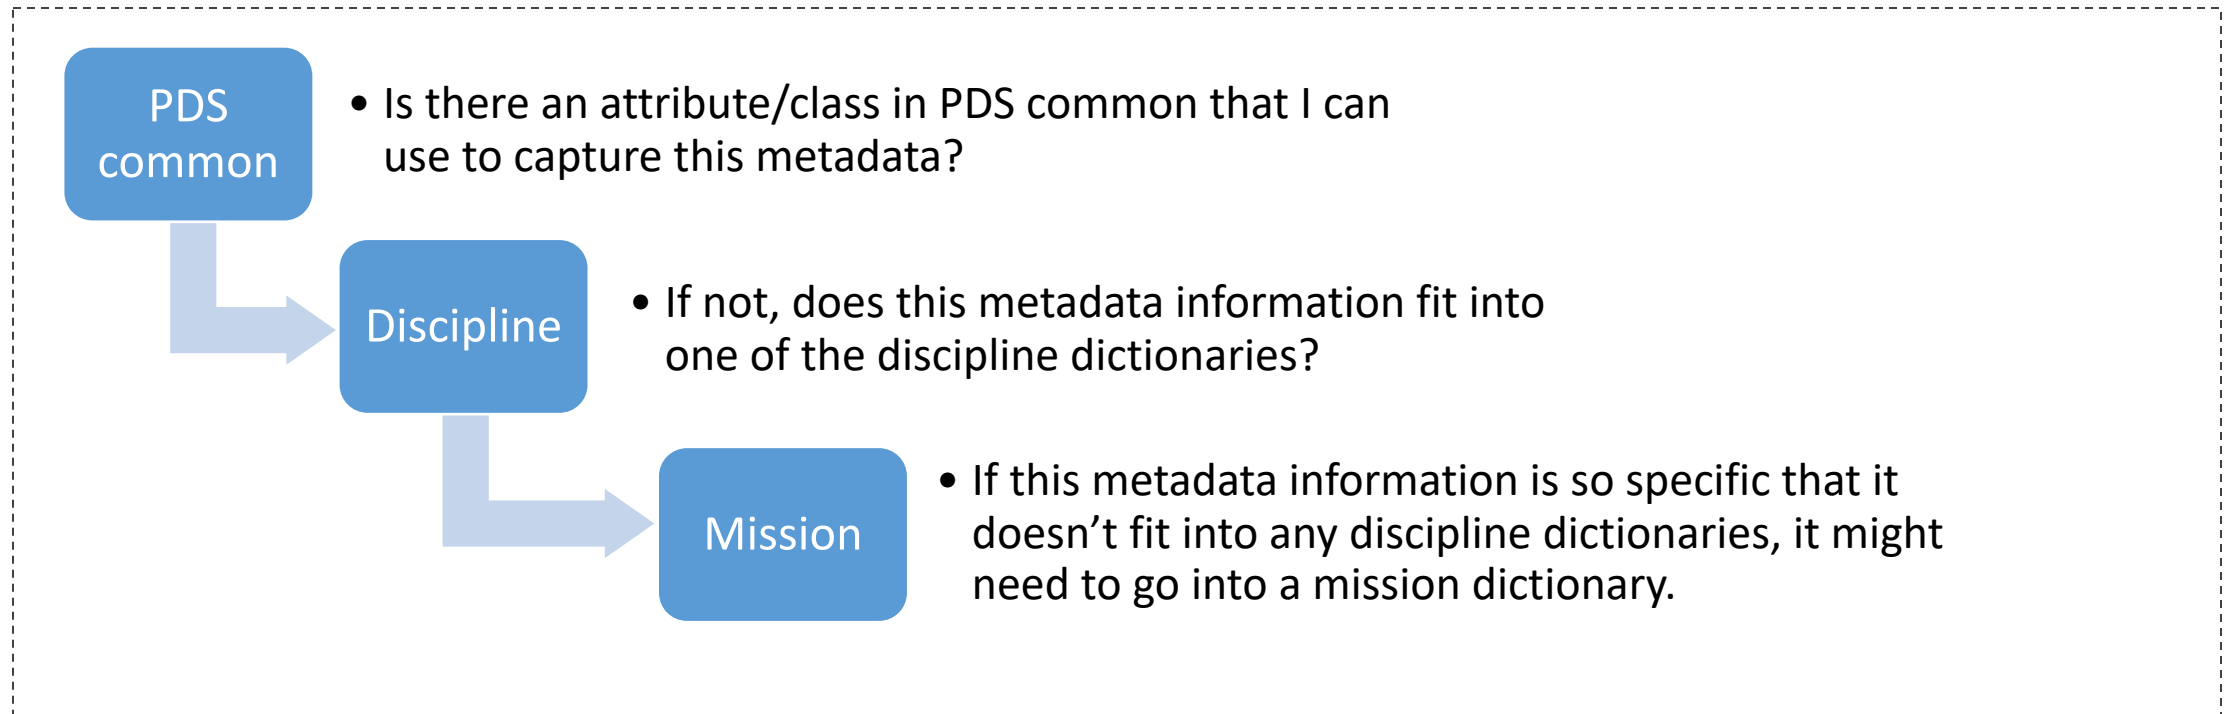 PDS
common
• Is there an attribute/class in PDS common that I can
use to capture this metadata?
Discipline
• If not, does this metadata information fit into
one of the discipline dictionaries?
Mission
• If this metadata information is so specific that it
doesn’t fit into any discipline dictionaries, it might
need to go into a mission dictionary.